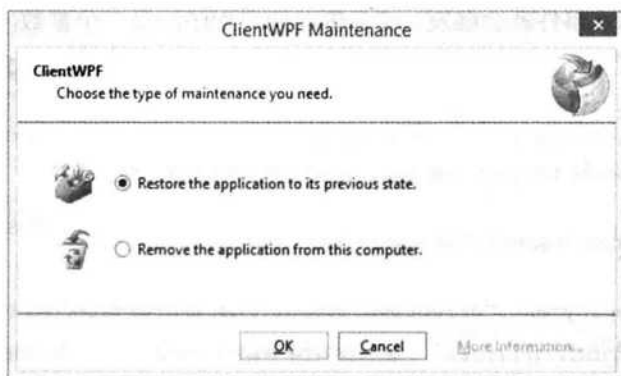 ClientWPF Maintenance
ClientWPF
Choose the type of maintenance you need.
Restore the application to its previous state.
Remove the application from this computer.
OK
Cancel
More Information...